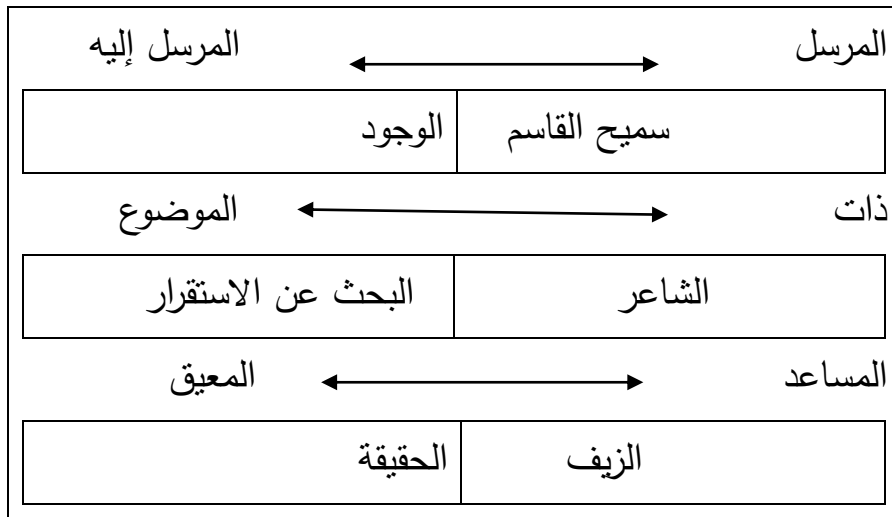 المرسل المرسل إليه
سميح القاسم الوجود
ذات الموضوع
الشاعر البحث عن الاستقرار
المساعد المعيق
الزيف الحقيقة